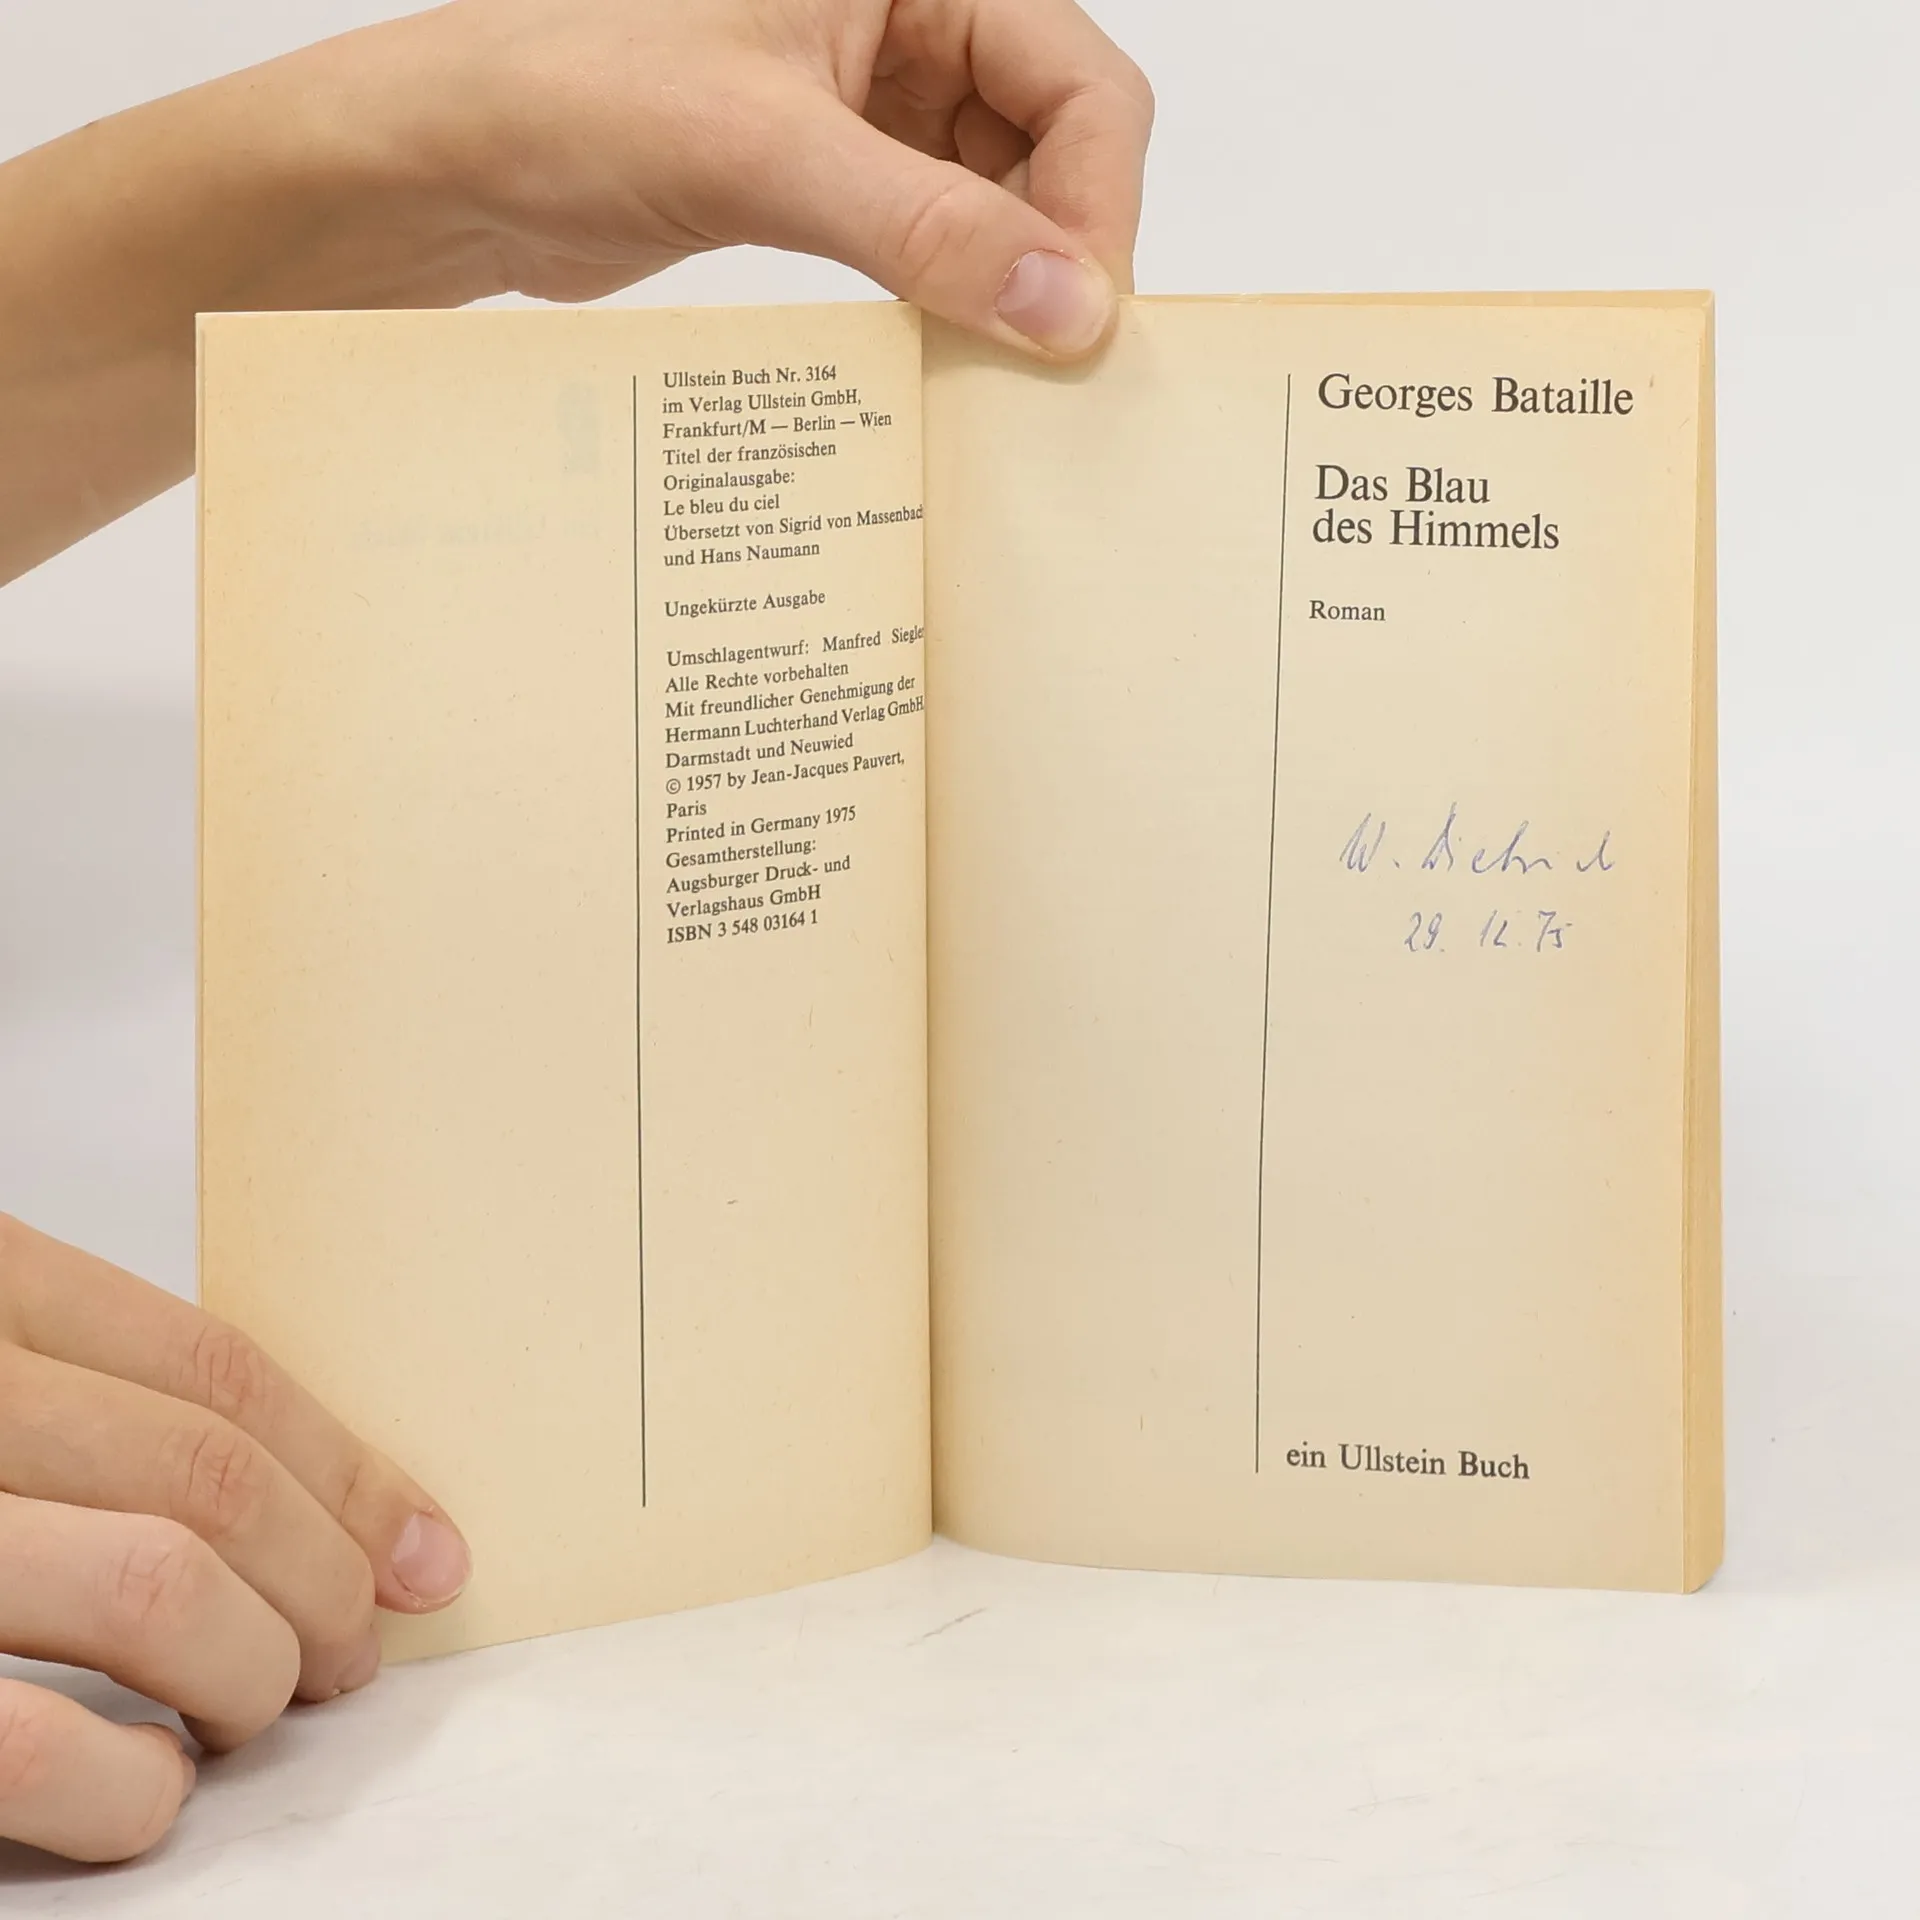 Ullstein Buch Nr. 3164
im Verlag Ullstein GmbH,
Frankfurt/M — Berlin — Wien
Titel der französischen
Originalausgabe:
Le bleu du ciel
Übersetzt von Sigrid von Massenbac
und Hans Naumann
Ungekürzte Ausgabe
Umschlagentwurf: Manfred Siegle
Alle Rechte vorbehalten
Mit freundlicher Genehmigung der
Hermann Luchterhand Verlag GmbH
Darmstadt und Neuwied
© 1957 by Jean-Jacques Pauvert,
Paris
Printed in Germany 1975
Gesamtherstellung:
Augsburger Druck- und
Verlagshaus GmbH
ISBN 3 548 03164 1
Georges Bataille
Das Blau
des Himmels
Roman
W. Dietrich
29. 12. 75
ein Ullstein Buch